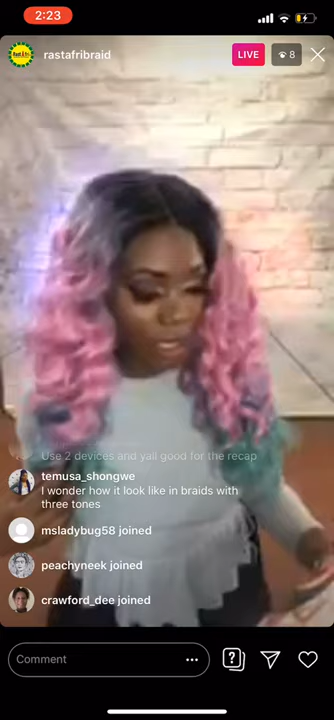 2:23
rastafribraid
LIVE
8
Use 2 devices and yall good for the recap
temusa_shongwe
I wonder how it look like in braids with
three tones
msladybug58 joined
peachyneek joined
crawford_dee joined
Comment